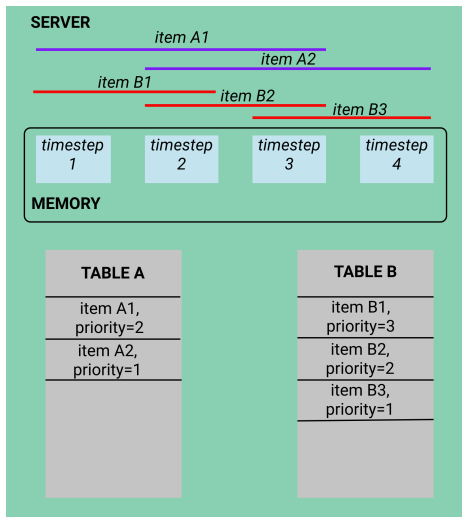 SERVER
item A1
item A2
item B1
item B2
item B3
timestep
1
timestep
2
timestep
3
timestep
4
MEMORY
TABLE A
item A1,
priority=2
item A2,
priority=1
TABLE B
item B1,
priority=3
item B2,
priority=2
item B3,
priority=1